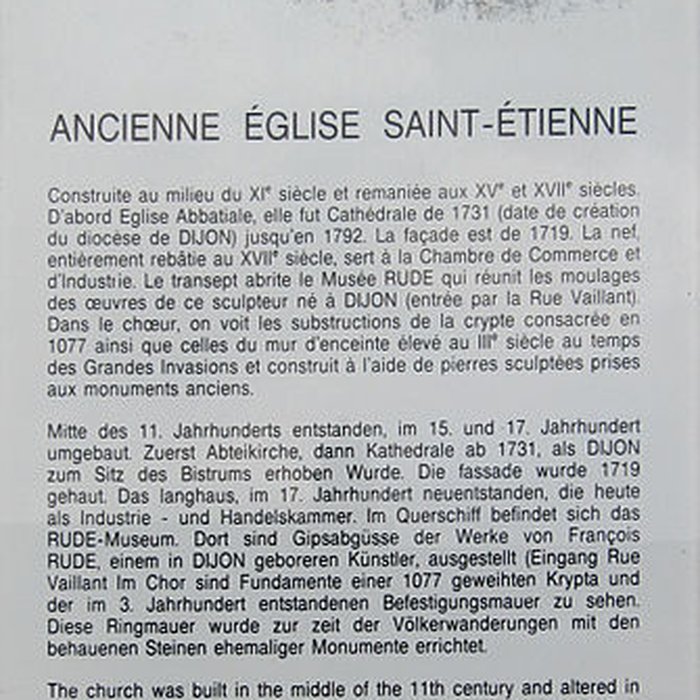 ANCIENNE ÉGLISE SAINT-ÉTIENNE
Construite au milieu du XIe siècle et remaniée aux XVe et XVIIe siècles.
D'abord Eglise Abbatiale, elle fut Cathédrale de 1731 (date de création
du diocèse de DIJON) jusqu'en 1792. La façade est de 1719. La nef,
entièrement rebâtie au XVIIe siècle, sert à la Chambre de Commerce et
d'Industrie. Le transept abrite le Musée RUDE qui réunit les moulages
des œuvres de ce sculpteur né à DIJON (entrée par la Rue Vaillant).
Dans le chœur, on voit les substructions de la crypte consacrée en
1077 ainsi que celles du mur d'enceinte élevé au IIIe siècle au temps
des Grandes Invasions et construit à l'aide de pierres sculptées prises
aux monuments anciens.
Mitte des 11. Jahrhunderts entstanden, im 15. und 17. Jahrhundert
umgebaut. Zuerst Abteikirche, dann Kathedrale ab 1731, als DIJON
zum Sitz des Bistrums erhoben Wurde. Die fassade wurde 1719
gehaut. Das langhaus, im 17. Jahrhundert neuentstanden, die heute
als Industrie - und Handelskammer. Im Querschiff befindet sich das
RUDE-Museum. Dort sind Gipsabgüsse der Werke von François
RUDE, einem in DIJON geboreren Künstler, ausgestellt (Eingang Rue
Vaillant Im Chor sind Fundamente einer 1077 geweihten Krypta und
der im 3. Jahrhundert entstandenen Befestigungsmauer zu sehen.
Diese Ringmauer wurde zur zeit der Völkerwanderungen mit den
behauenen Steinen ehemaliger Monumente errichtet.
The church was built in the middle of the 11th century and altered in